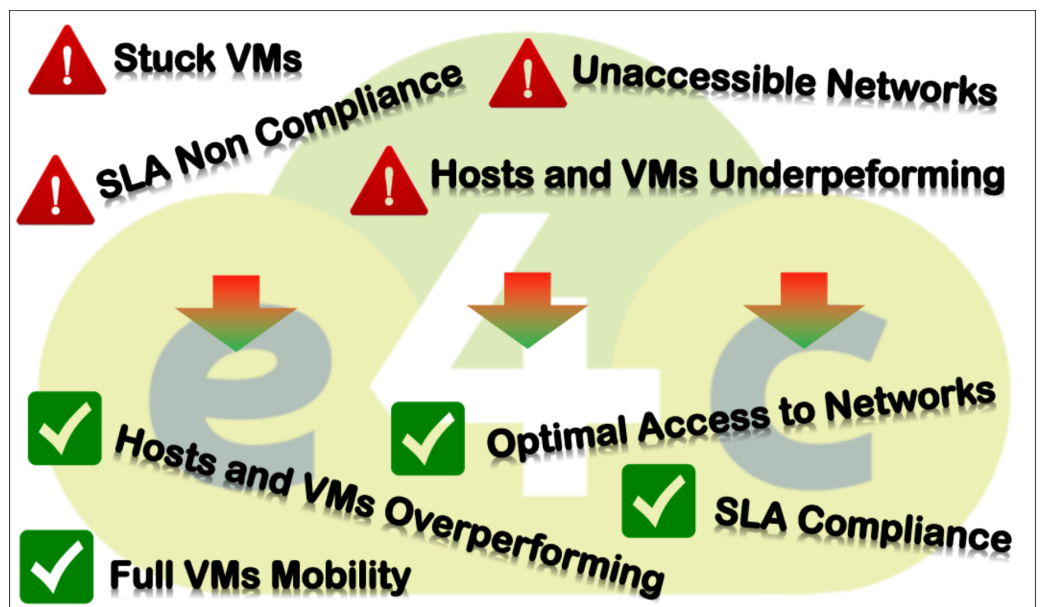 Stuck VMs
Unaccessible Networks
SLA Non Compliance
Hosts and VMs Underpeforming
e4c
Optimal Access to Networks
Hosts and VMs Overperforming
SLA Compliance
Full VMs Mobility